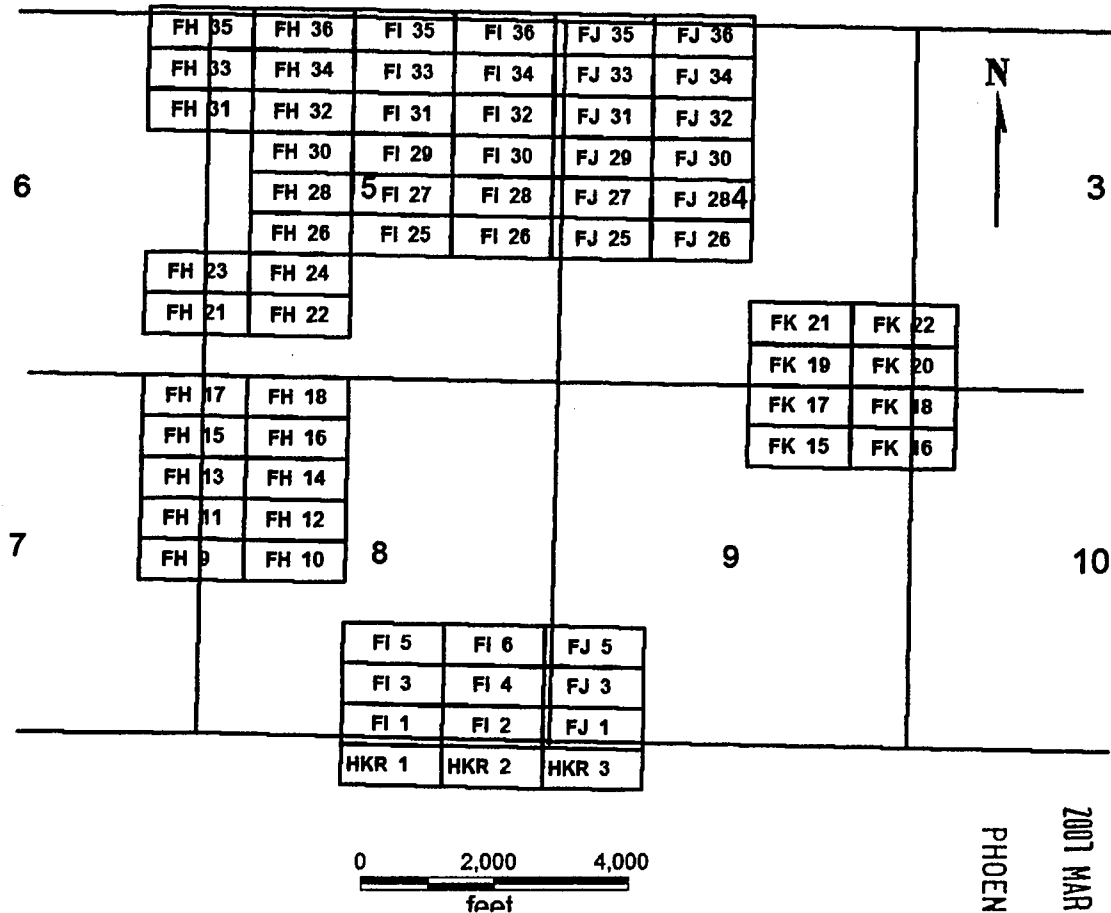 FH 35 FH 36 FI 35 FI 36 FJ 35 FJ 36
FH 33 FH 34 FI 33 FI 34 FJ 33 FJ 34
N
FH 31 FH 32 FI 31 FI 32 FJ 31 FJ 32
FH 30 FI 29 FI 30 FJ 29 FJ 30
6 FH 28 5 FI 27 FI 28 FJ 27 FJ 28 4 3
FH 26 FI 25 FI 26 FJ 25 FJ 26
FH 23 FH 24
FH 21 FH 22 FK 21 FK 22
FK 19 FK 20
FH 17 FH 18 FK 17 FK 18
FH 15 FH 16 FK 15 FK 16
FH 13 FH 14
FH 11 FH 12
7 FH 9 FH 10 8 9 10
FI 5 FI 6 FJ 5
FI 3 FI 4 FJ 3
FI 1 FI 2 FJ 1
HKR 1 HKR 2 HKR 3
0 2,000 4,000
feet
2007 MAR
PHOEN